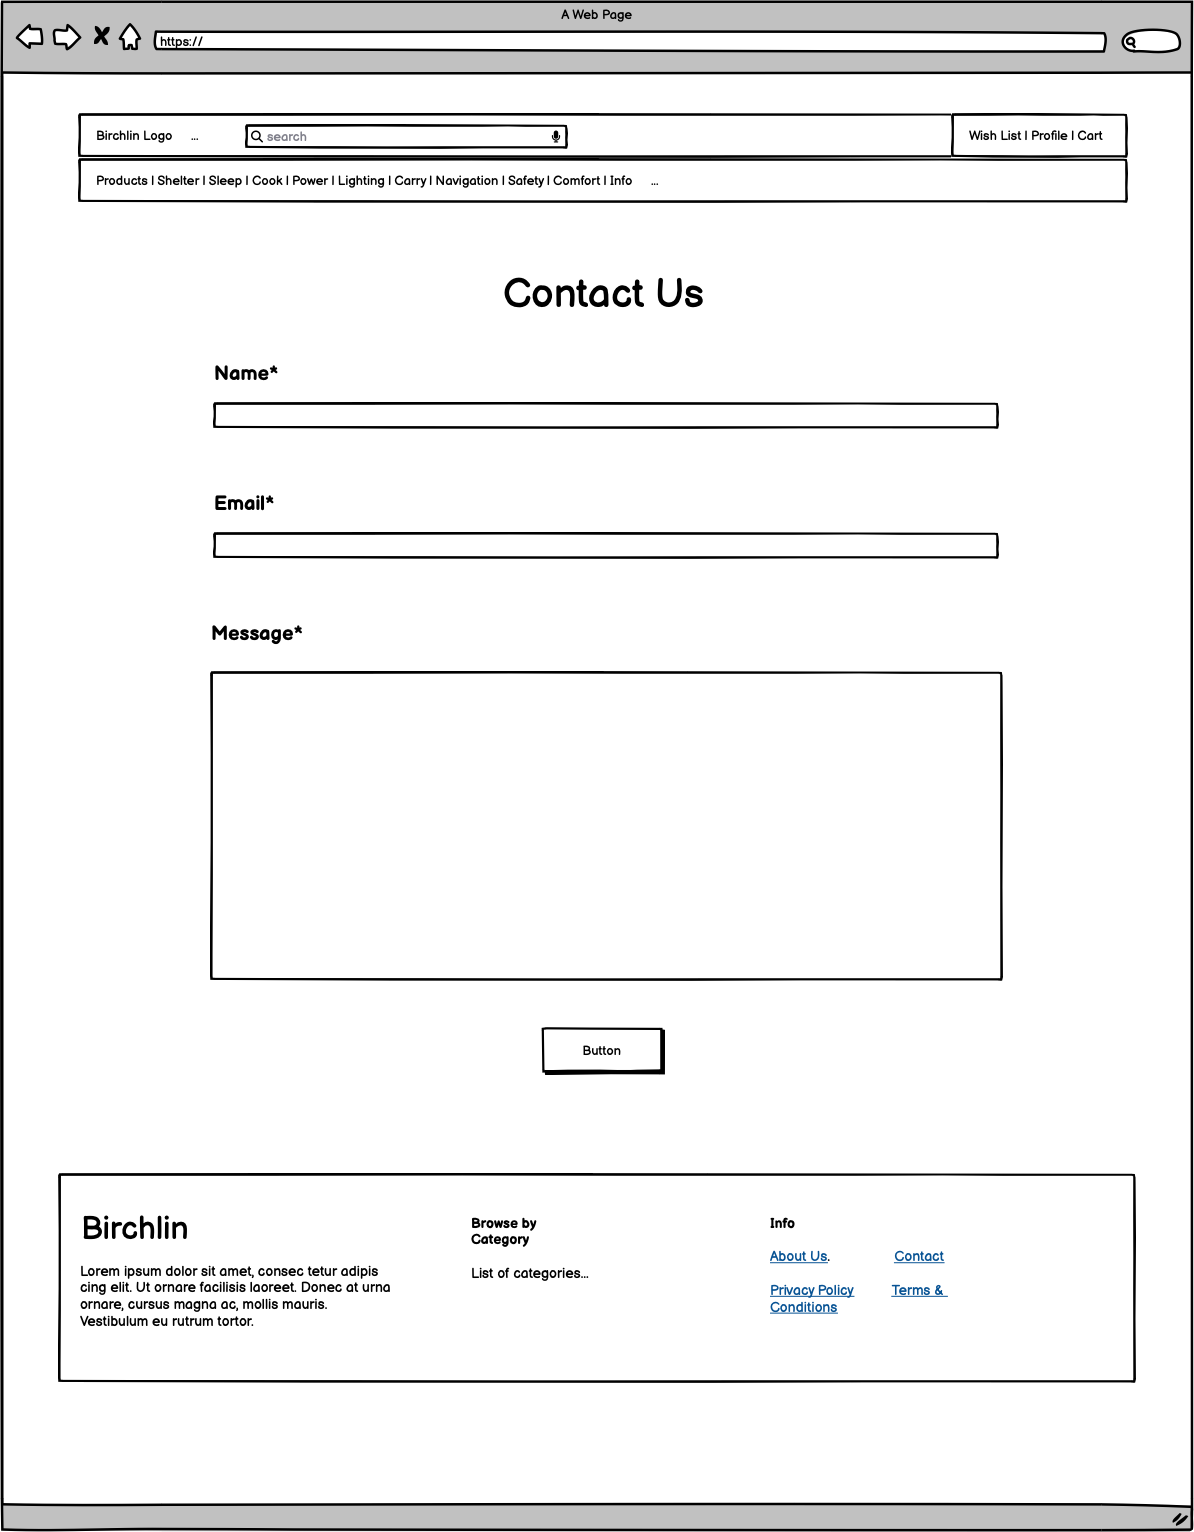 A Web Page
https://
Birchlin Logo ...
search
Wish List | Profile | Cart
Products | Shelter | Sleep | Cook | Power | Lighting | Carry | Navigation | Safety | Comfort | Info ...
Contact Us
Name*
Email*
Message*
Button
Birchlin
Lorem ipsum dolor sit amet, consec tetur adipis
cing elit. Ut ornare facilisis laoreet. Donec at urna
ornare, cursus magna ac, mollis mauris.
Vestibulum eu rutrum tortor.
Browse by
Category
List of categories...
Info
About Us. Contact
Privacy Policy Terms &
Conditions